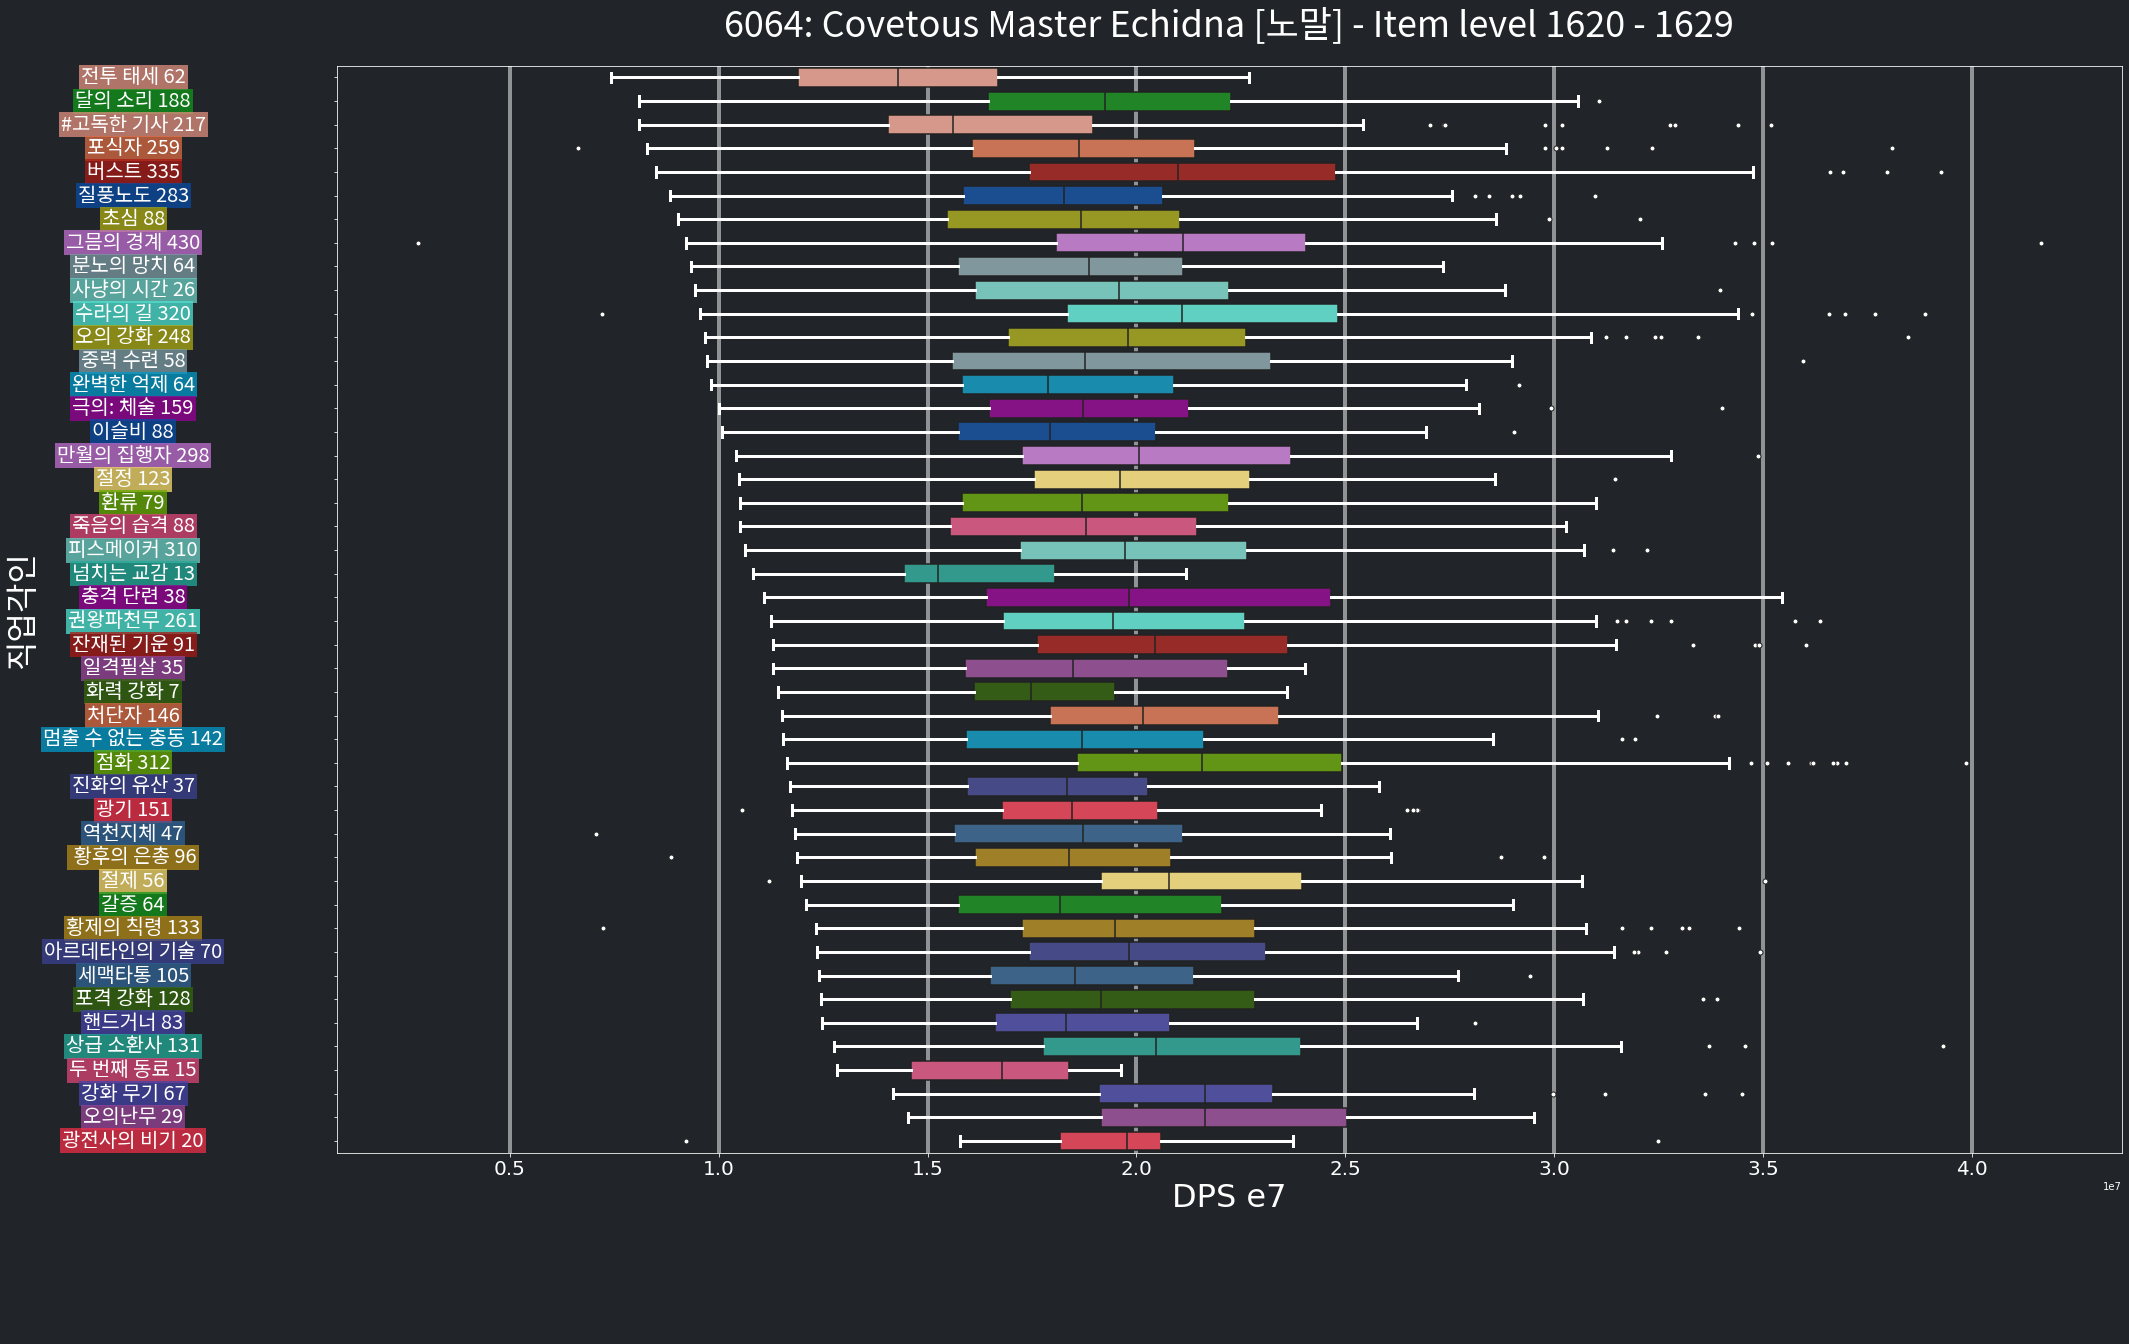 6064: Covetous Master Echidna [노말] - Item level 1620 - 1629
직업각인
전투 태세 62
달의 소리 188
#고독한 기사 217
포식자 259
버스트 335
질풍노도 283
초심 88
그믐의 경계 430
분노의 망치 64
사냥의 시간 26
수라의 길 320
오의 강화 248
중력 수련 58
완벽한 억제 64
극의: 체술 159
이슬비 88
만월의 집행자 298
절정 123
환류 79
죽음의 습격 88
피스메이커 310
넘치는 교감 13
충격 단련 38
권왕파천무 261
잔재된 기운 91
일격필살 35
화력 강화 7
처단자 146
멈출 수 없는 충동 142
점화 312
진화의 유산 37
광기 151
역천지체 47
황후의 은총 96
절제 56
갈증 64
황제의 칙령 133
아르데타인의 기술 70
세맥타통 105
포격 강화 128
핸드거너 83
상급 소환사 131
두 번째 동료 15
강화 무기 67
오의난무 29
광전사의 비기 20
0.5 1.0 1.5 2.0 2.5 3.0 3.5 4.0
DPS e7
1e7